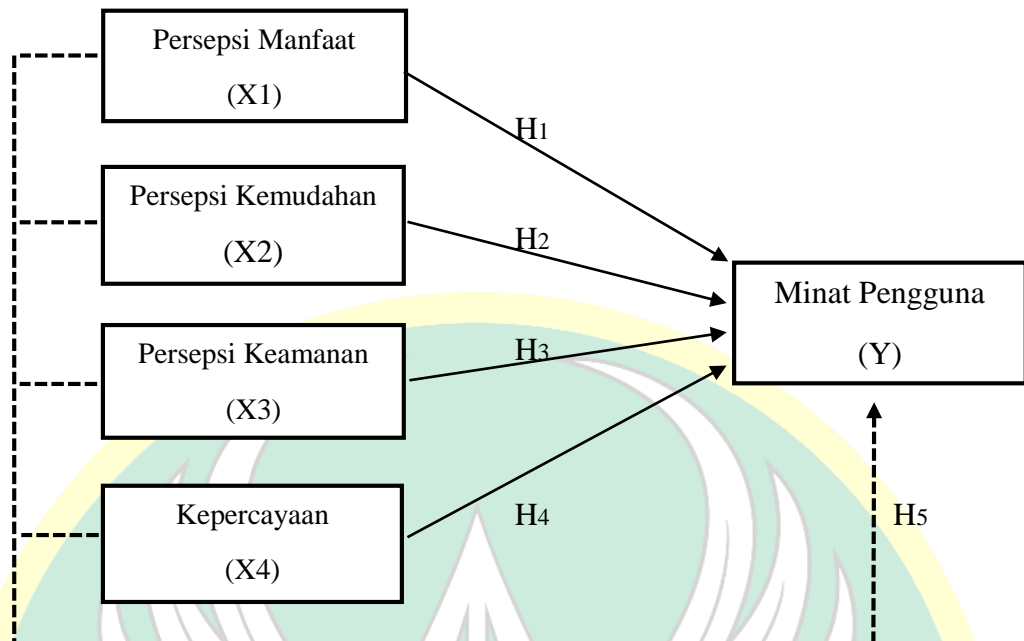 Persepsi Manfaat
(X1)
H1
Persepsi Kemudahan
(X2)
H2
Minat Pengguna
(Y)
Persepsi Keamanan
(X3)
H3
Kepercayaan
(X4)
H4
H5